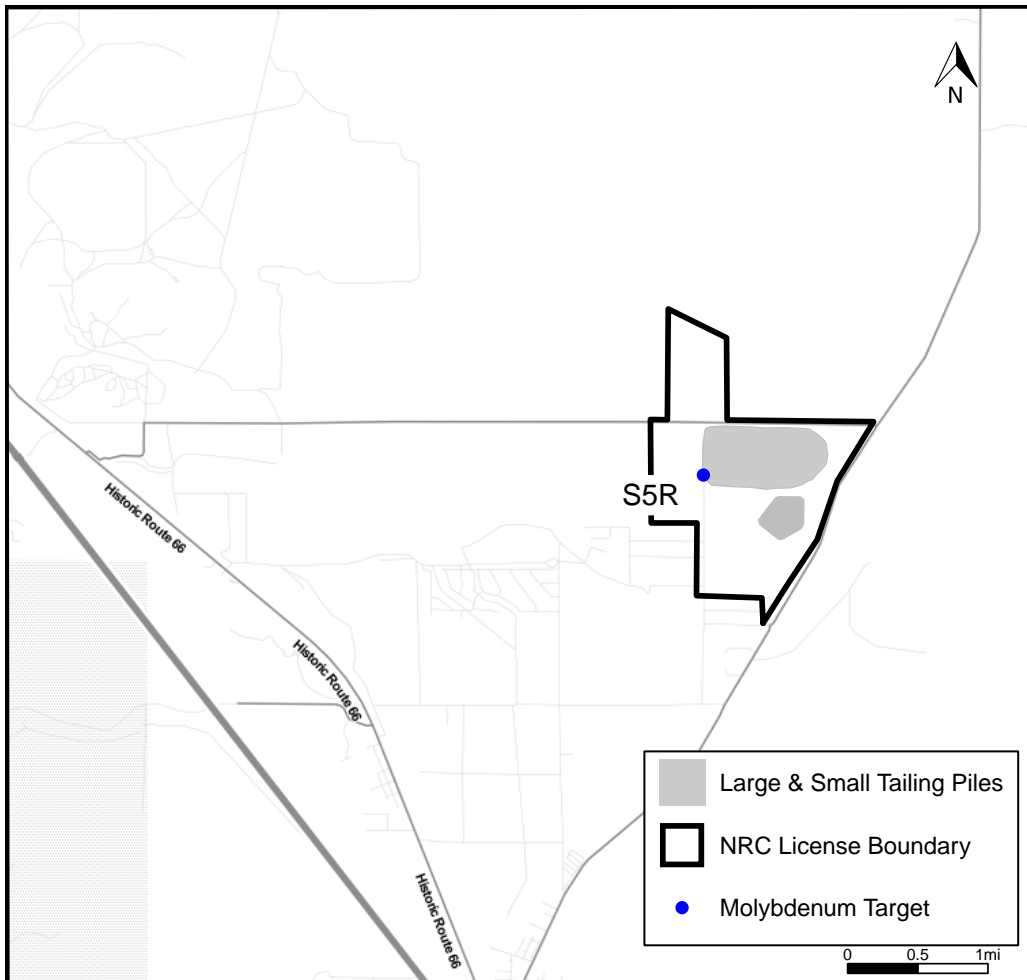 N
S5R
Historic Route 66
Historic Route 66
Historic Route 66
Large & Small Tailing Piles
NRC License Boundary
Molybdenum Target
0 0.5 1mi